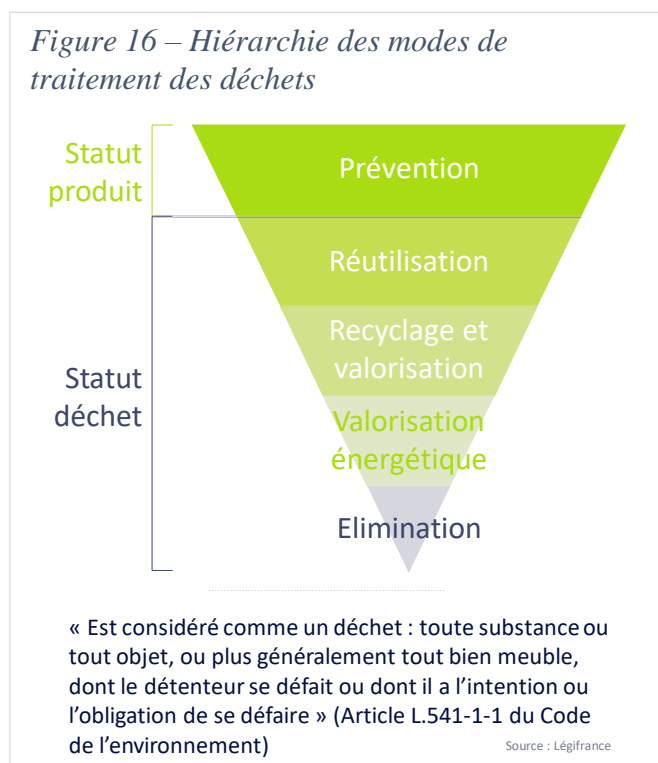 Figure 16 – Hiérarchie des modes de
traitement des déchets
Statut
produit
Prévention
Réutilisation
Recyclage et
valorisation
Statut
déchet
Valorisation
énergétique
Elimination
« Est considéré comme un déchet : toute substance ou
tout objet, ou plus généralement tout bien meuble,
dont le détenteur se défait ou dont il a l’intention ou
l’obligation de se défaire » (Article L.541-1-1 du Code
de l’environnement)
Source : Légifrance